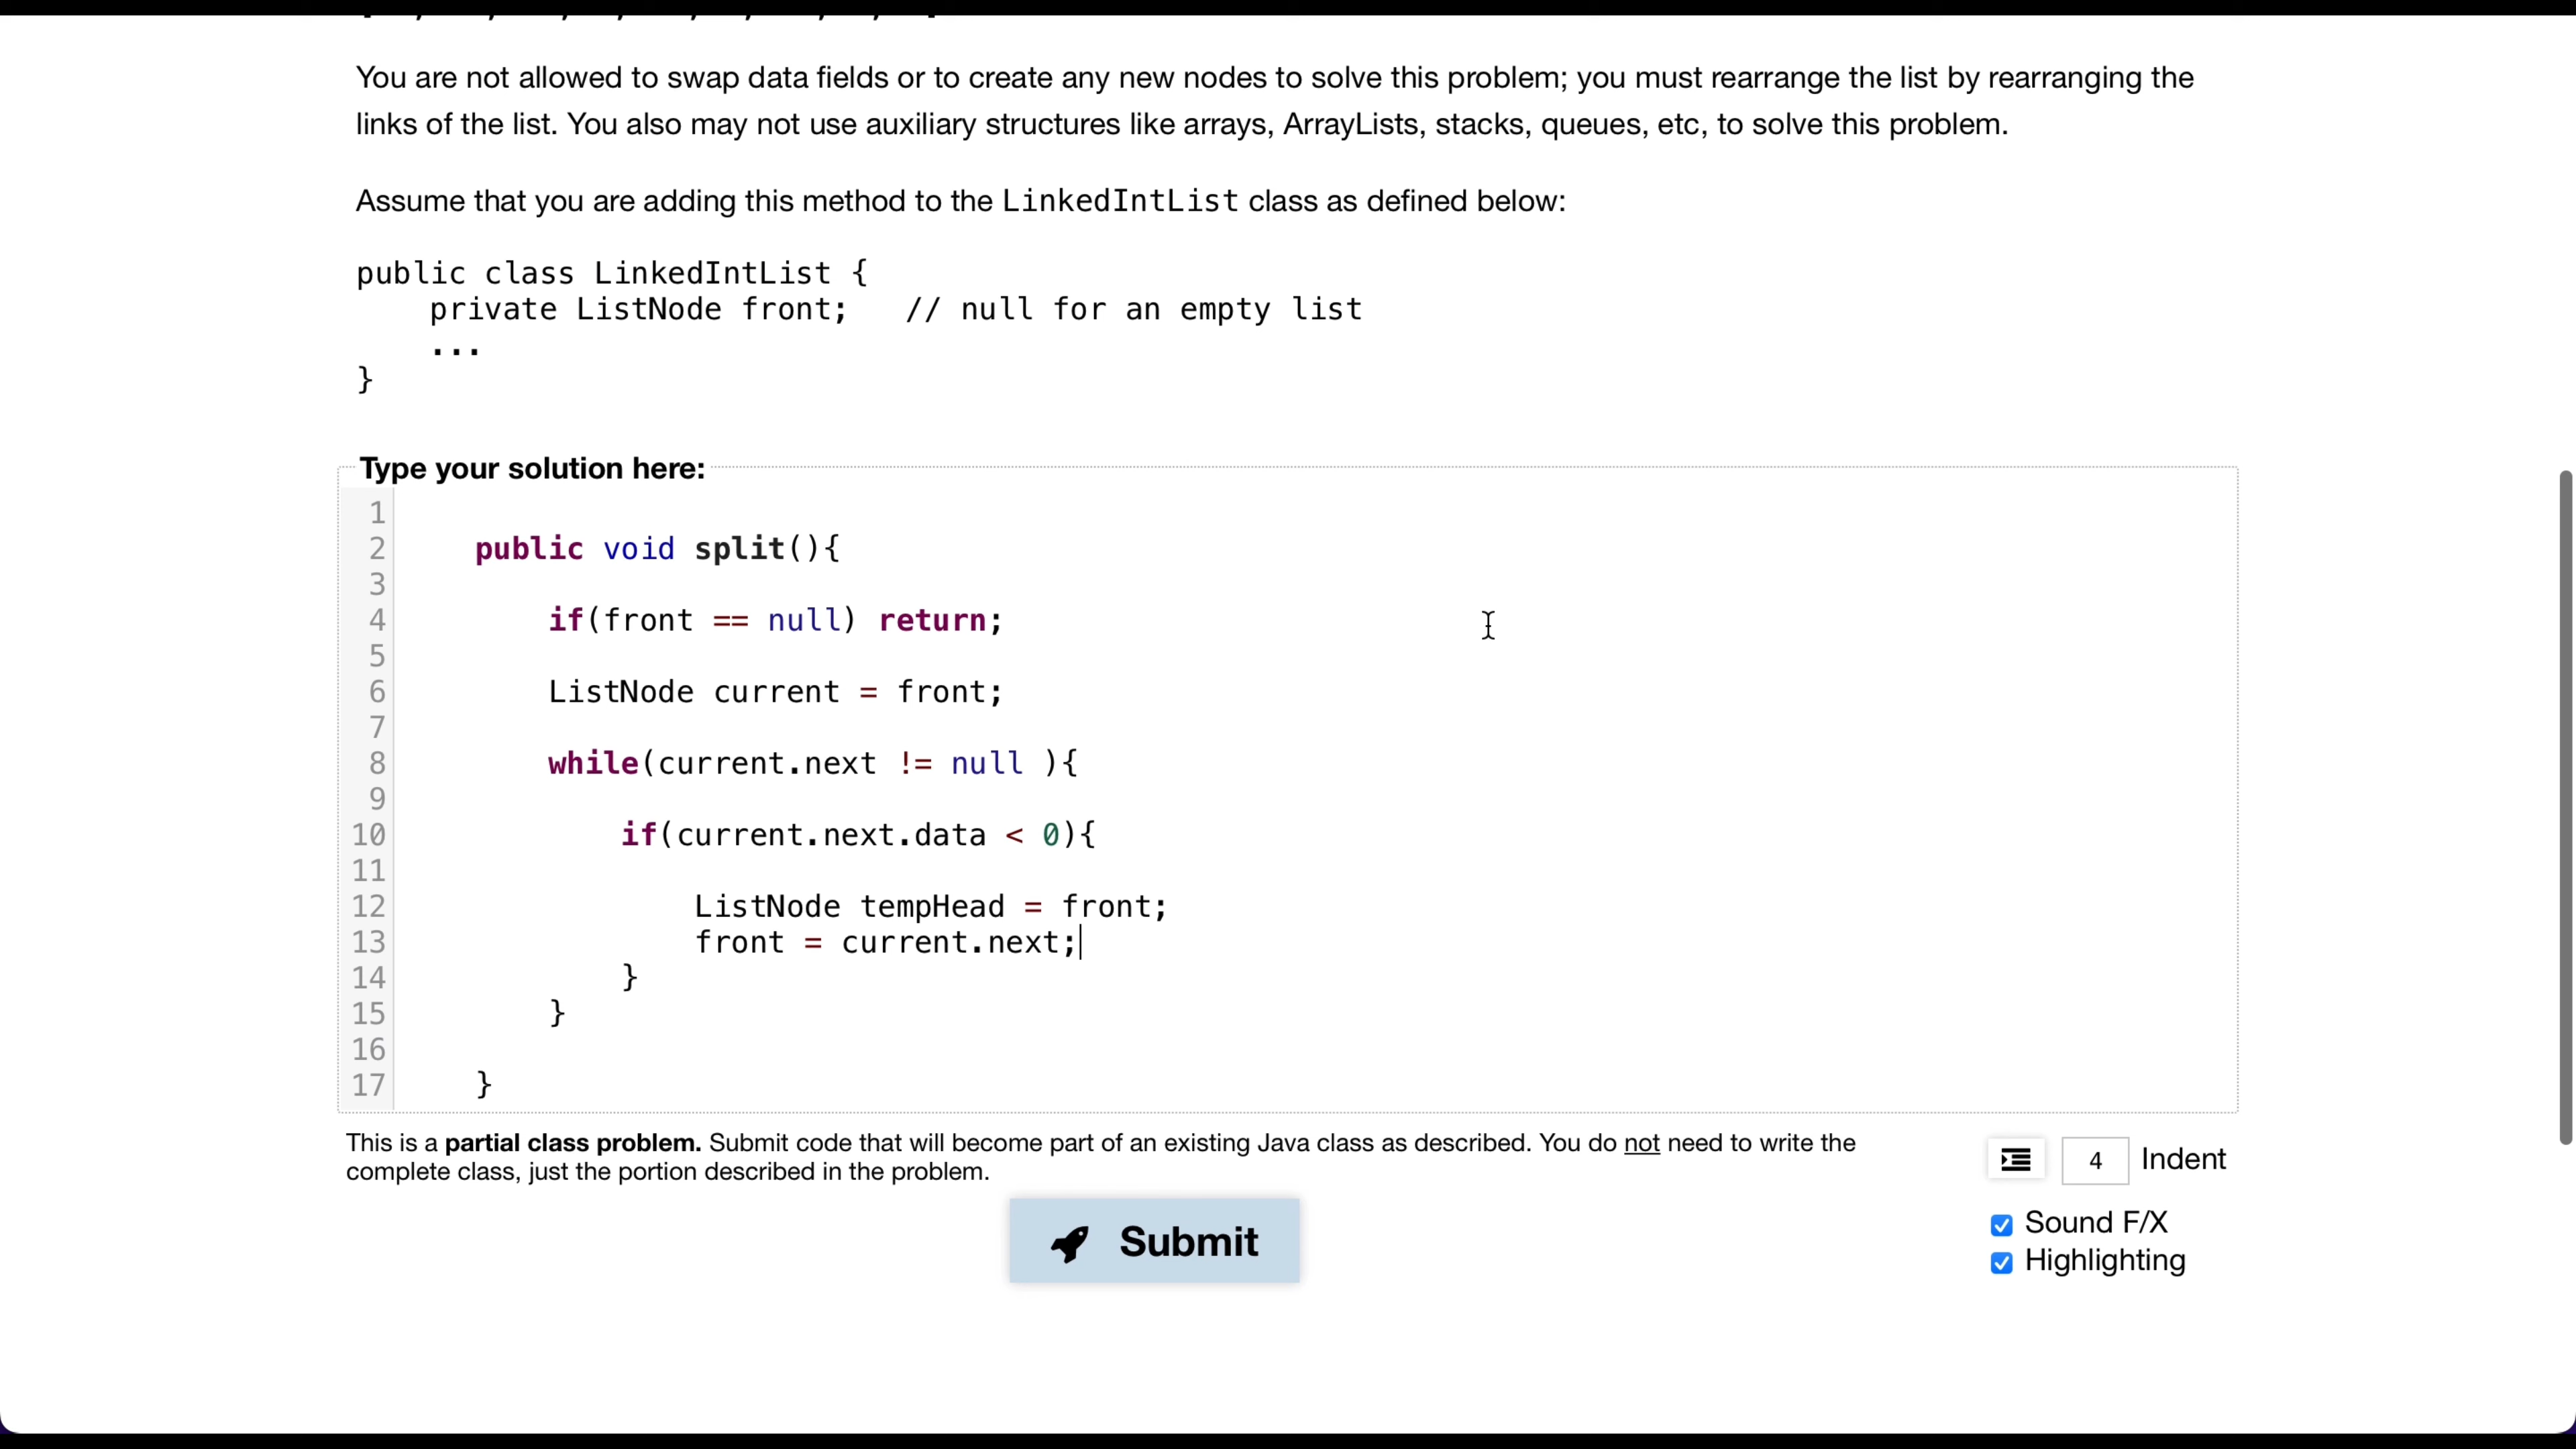 You are not allowed to swap data fields or to create any new nodes to solve this problem; you must rearrange the list by rearranging the
links of the list. You also may not use auxiliary structures like arrays, ArrayLists, stacks, queues, etc, to solve this problem.
Assume that you are adding this method to the LinkedIntList class as defined below:
public class LinkedIntList {
    private ListNode front;   // null for an empty list
    ...
}
Type your solution here:
1
2     public void split(){
3
4         if(front == null) return;
5
6         ListNode current = front;
7
8         while(current.next != null ){
9
10             if(current.next.data < 0){
11
12                 ListNode tempHead = front;
13                 front = current.next;
14             }
15         }
16
17     }
This is a partial class problem. Submit code that will become part of an existing Java class as described. You do not need to write the
complete class, just the portion described in the problem.
4 Indent
Submit
Sound F/X
Highlighting